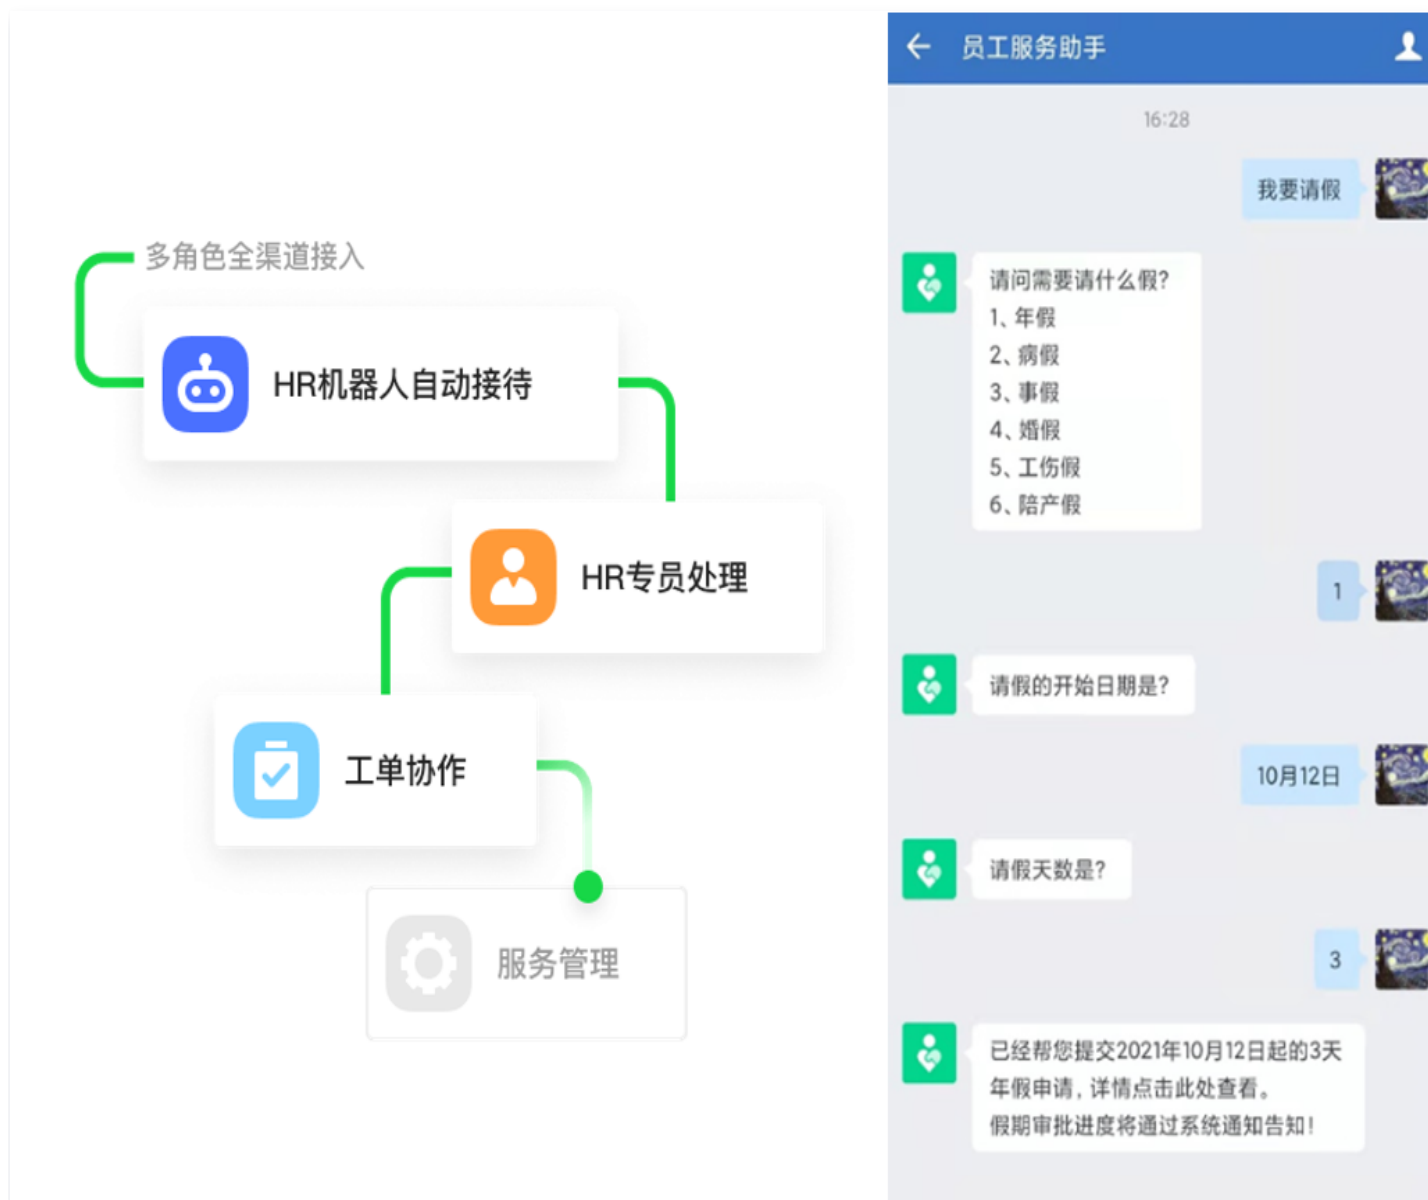 多角色全渠道接入
HR机器人自动接待
HR专员处理
工单协作
服务管理
员工服务助手
16:28
我要请假
请问需要请什么假?
1、年假
2、病假
3、事假
4、婚假
5、工伤假
6、陪产假
1
请假的开始日期是?
10月12日
请假天数是?
3
已经帮您提交2021年10月12日起的3天
年假申请，详情点击此处查看。
假期审批进度将通过系统通知告知!